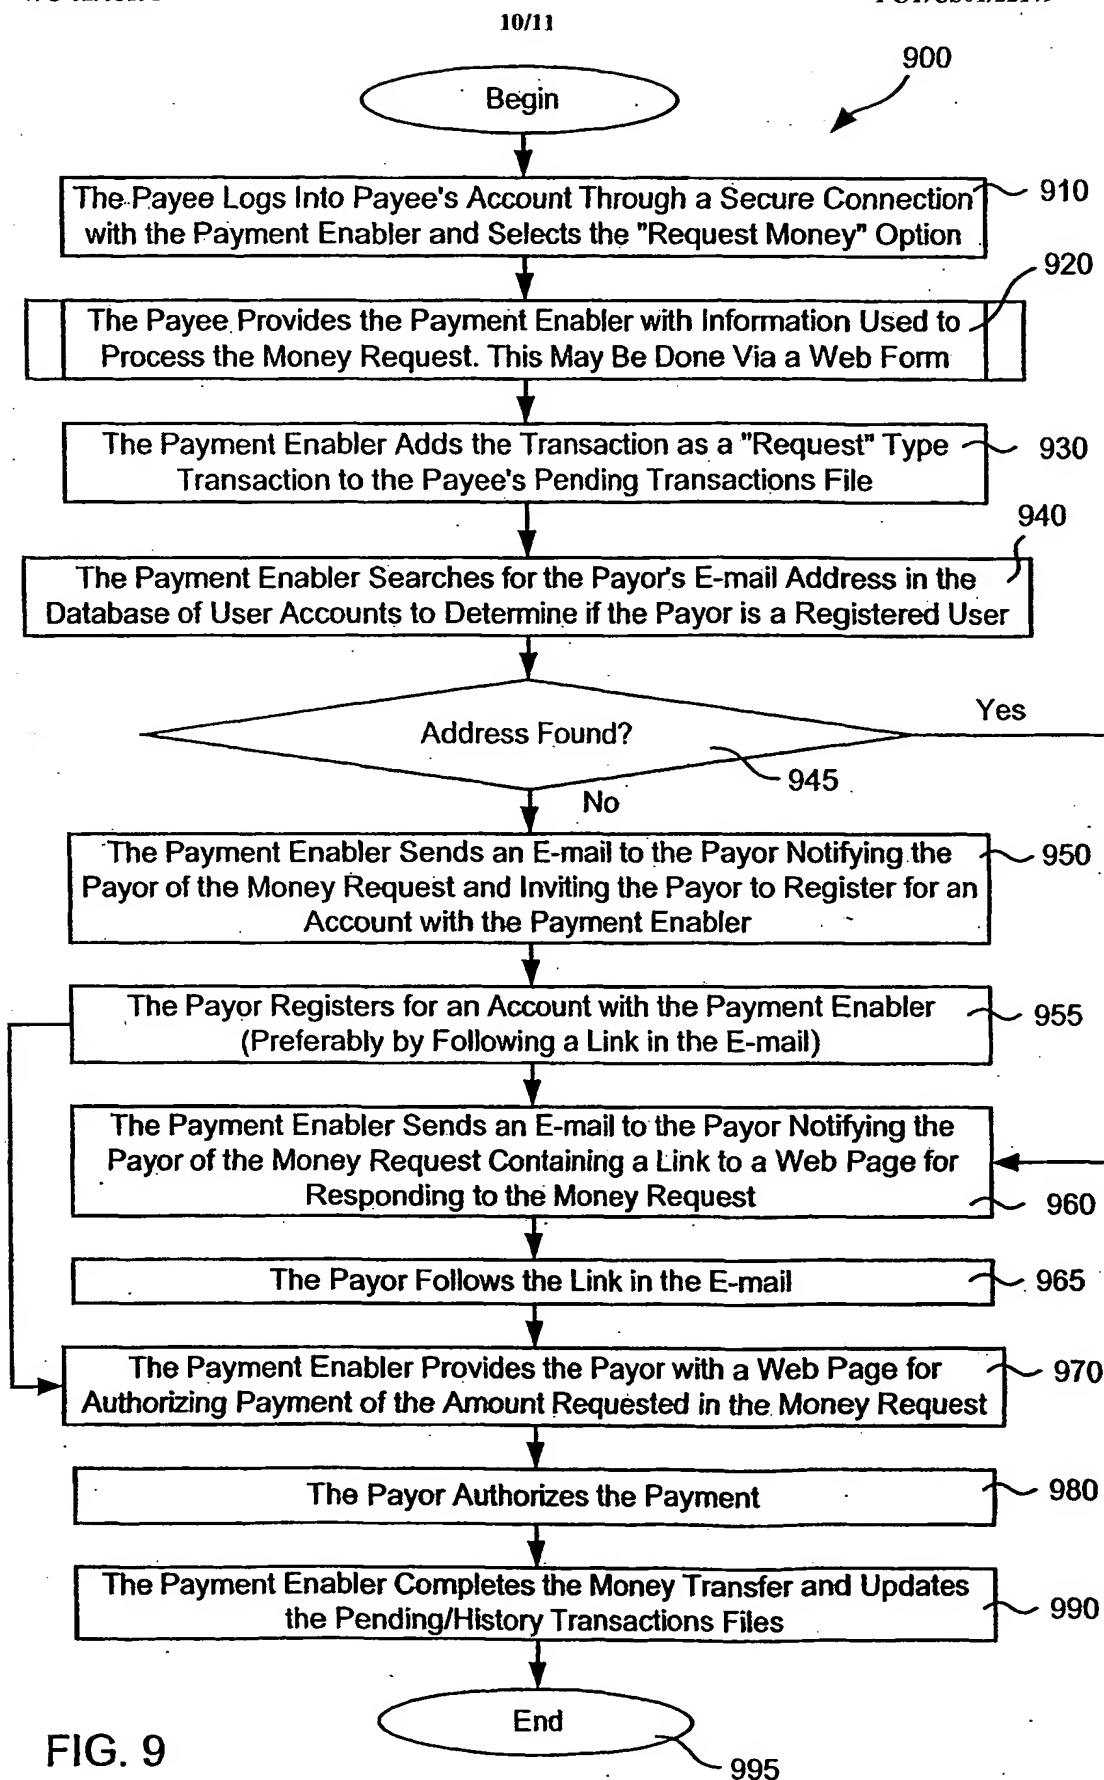 10/11
900
Begin
The Payee Logs Into Payee's Account Through a Secure Connection
with the Payment Enabler and Selects the "Request Money" Option
910
920
The Payee Provides the Payment Enabler with Information Used to
Process the Money Request. This May Be Done Via a Web Form
The Payment Enabler Adds the Transaction as a "Request" Type
Transaction to the Payee's Pending Transactions File
930
940
The Payment Enabler Searches for the Payor's E-mail Address in the
Database of User Accounts to Determine if the Payor is a Registered User
Yes
Address Found?
945
No
The Payment Enabler Sends an E-mail to the Payor Notifying the
Payor of the Money Request and Inviting the Payor to Register for an
Account with the Payment Enabler
950
The Payor Registers for an Account with the Payment Enabler
(Preferably by Following a Link in the E-mail)
955
The Payment Enabler Sends an E-mail to the Payor Notifying the
Payor of the Money Request Containing a Link to a Web Page for
Responding to the Money Request
960
The Payor Follows the Link in the E-mail
965
The Payment Enabler Provides the Payor with a Web Page for
Authorizing Payment of the Amount Requested in the Money Request
970
The Payor Authorizes the Payment
980
The Payment Enabler Completes the Money Transfer and Updates
the Pending/History Transactions Files
990
End
995
FIG. 9